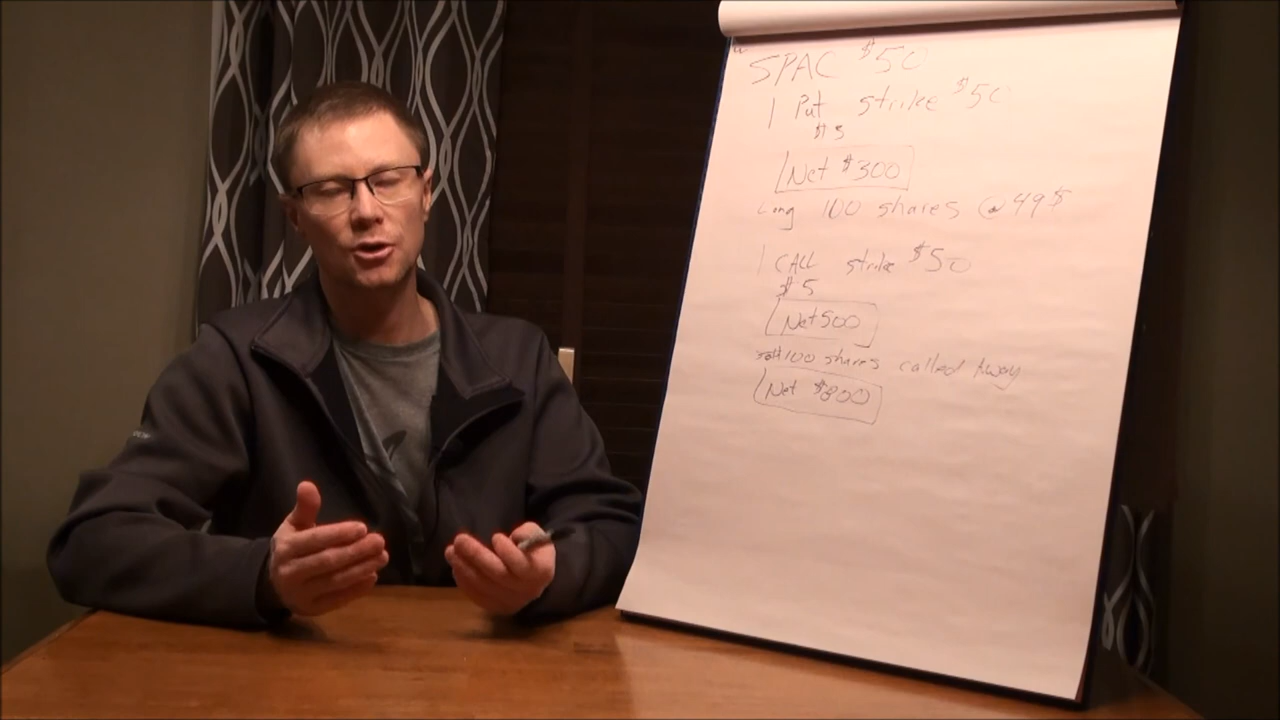 SPAC $50
1 Put strike $50
$3
Net $300
Long 100 shares @ 49$
1 CALL strike $50
$5
Net 500
100 shares called Away
Net $800